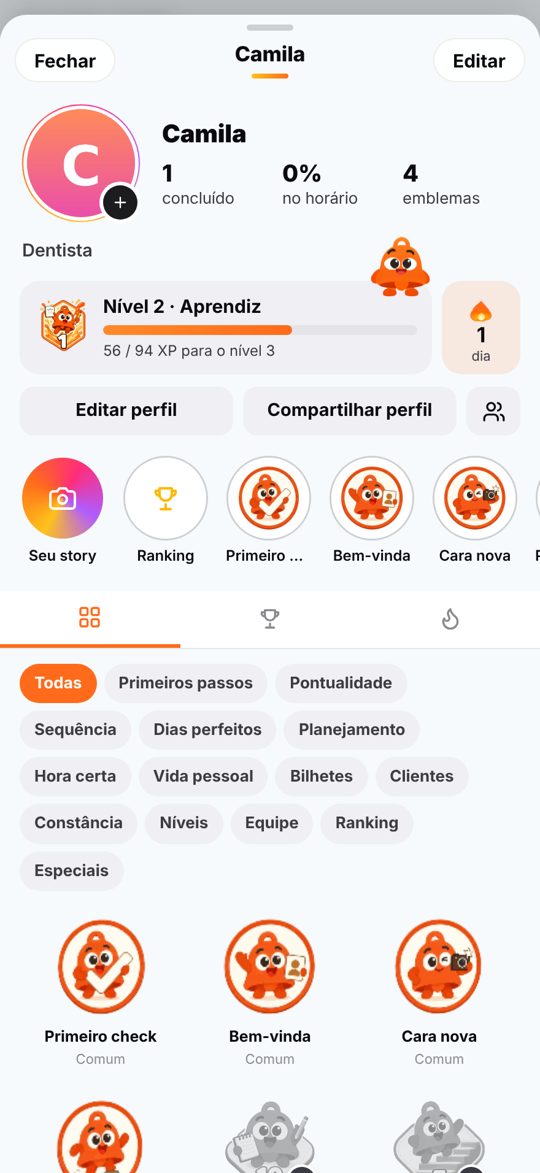 Fechar
Camila
Editar
C
Camila
1
0%
4
concluído
no horário
emblemas
Dentista
Nível 2 · Aprendiz
1
56 / 94 XP para o nível 3
1
dia
Editar perfil
Compartilhar perfil
Seu story
Ranking
Primeiro ...
Bem-vinda
Cara nova
Todas
Primeiros passos
Pontualidade
Sequência
Dias perfeitos
Planejamento
Hora certa
Vida pessoal
Bilhetes
Clientes
Constância
Níveis
Equipe
Ranking
Especiais
Primeiro check
Bem-vinda
Cara nova
Comum
Comum
Comum